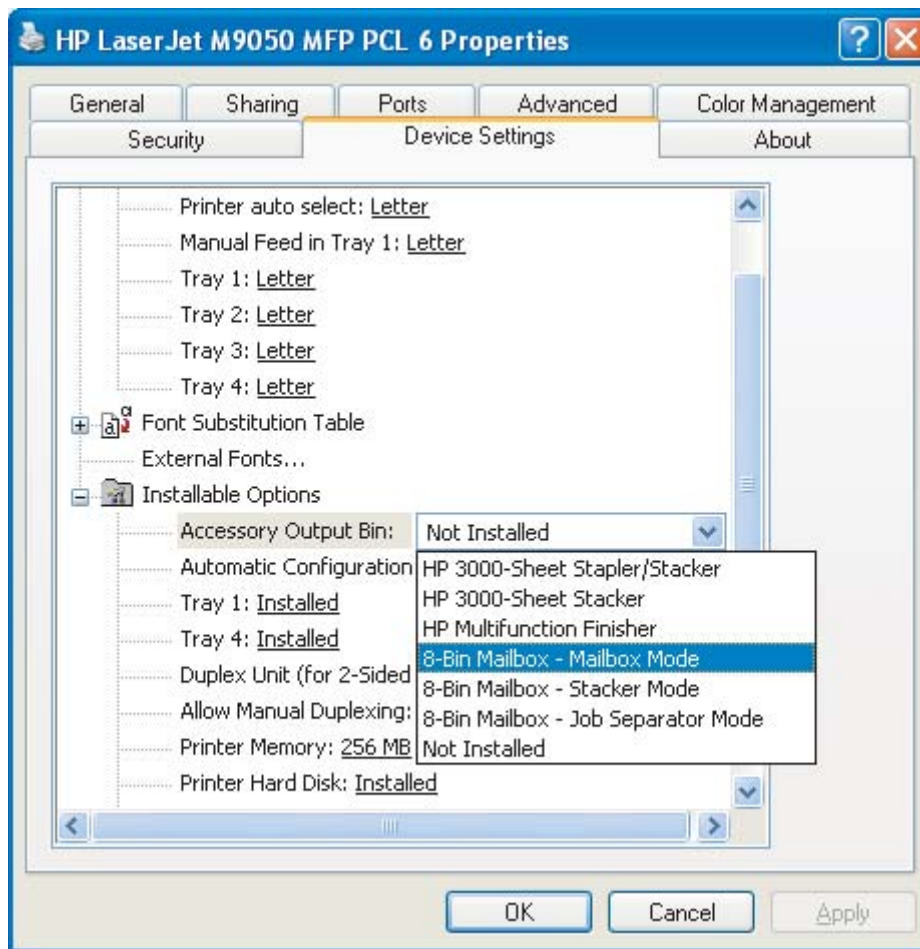 HP LaserJet M9050 MFP PCL 6 Properties
General Sharing Ports Advanced Color Management
Security Device Settings About
Printer auto select: Letter
Manual Feed in Tray 1: Letter
Tray 1: Letter
Tray 2: Letter
Tray 3: Letter
Tray 4: Letter
Font Substitution Table
External Fonts...
Installable Options
Accessory Output Bin: Not Installed
Automatic Configuration
HP 3000-Sheet Stapler/Stacker
HP 3000-Sheet Stacker
Tray 1: Installed
HP Multifunction Finisher
Tray 4: Installed
8-Bin Mailbox - Mailbox Mode
Duplex Unit (for 2-Sided
8-Bin Mailbox - Stacker Mode
Allow Manual Duplexing:
8-Bin Mailbox - Job Separator Mode
Printer Memory: 256 MB
Not Installed
Printer Hard Disk: Installed
OK Cancel Apply